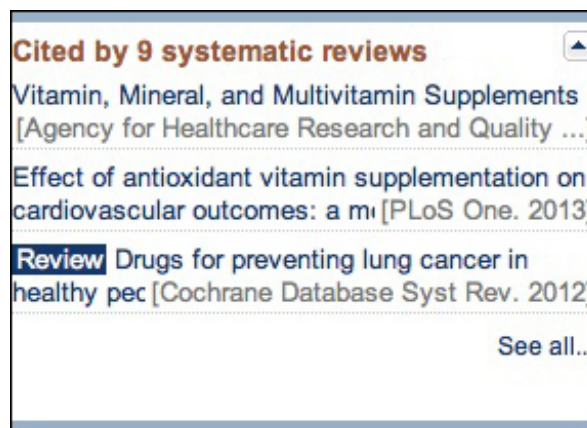 Cited by 9 systematic reviews
Vitamin, Mineral, and Multivitamin Supplements
[Agency for Healthcare Research and Quality ...]
Effect of antioxidant vitamin supplementation on
cardiovascular outcomes: a m [PLoS One. 2013]
Review Drugs for preventing lung cancer in
healthy peo [Cochrane Database Syst Rev. 2012]
See all..